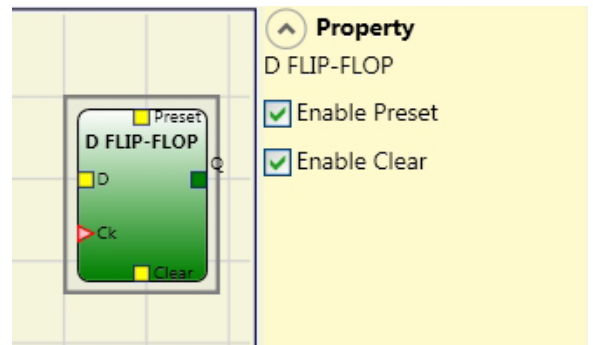 Preset
D FLIP-FLOP
Q
D
Ck
Clear
Property
D FLIP-FLOP
Enable Preset
Enable Clear